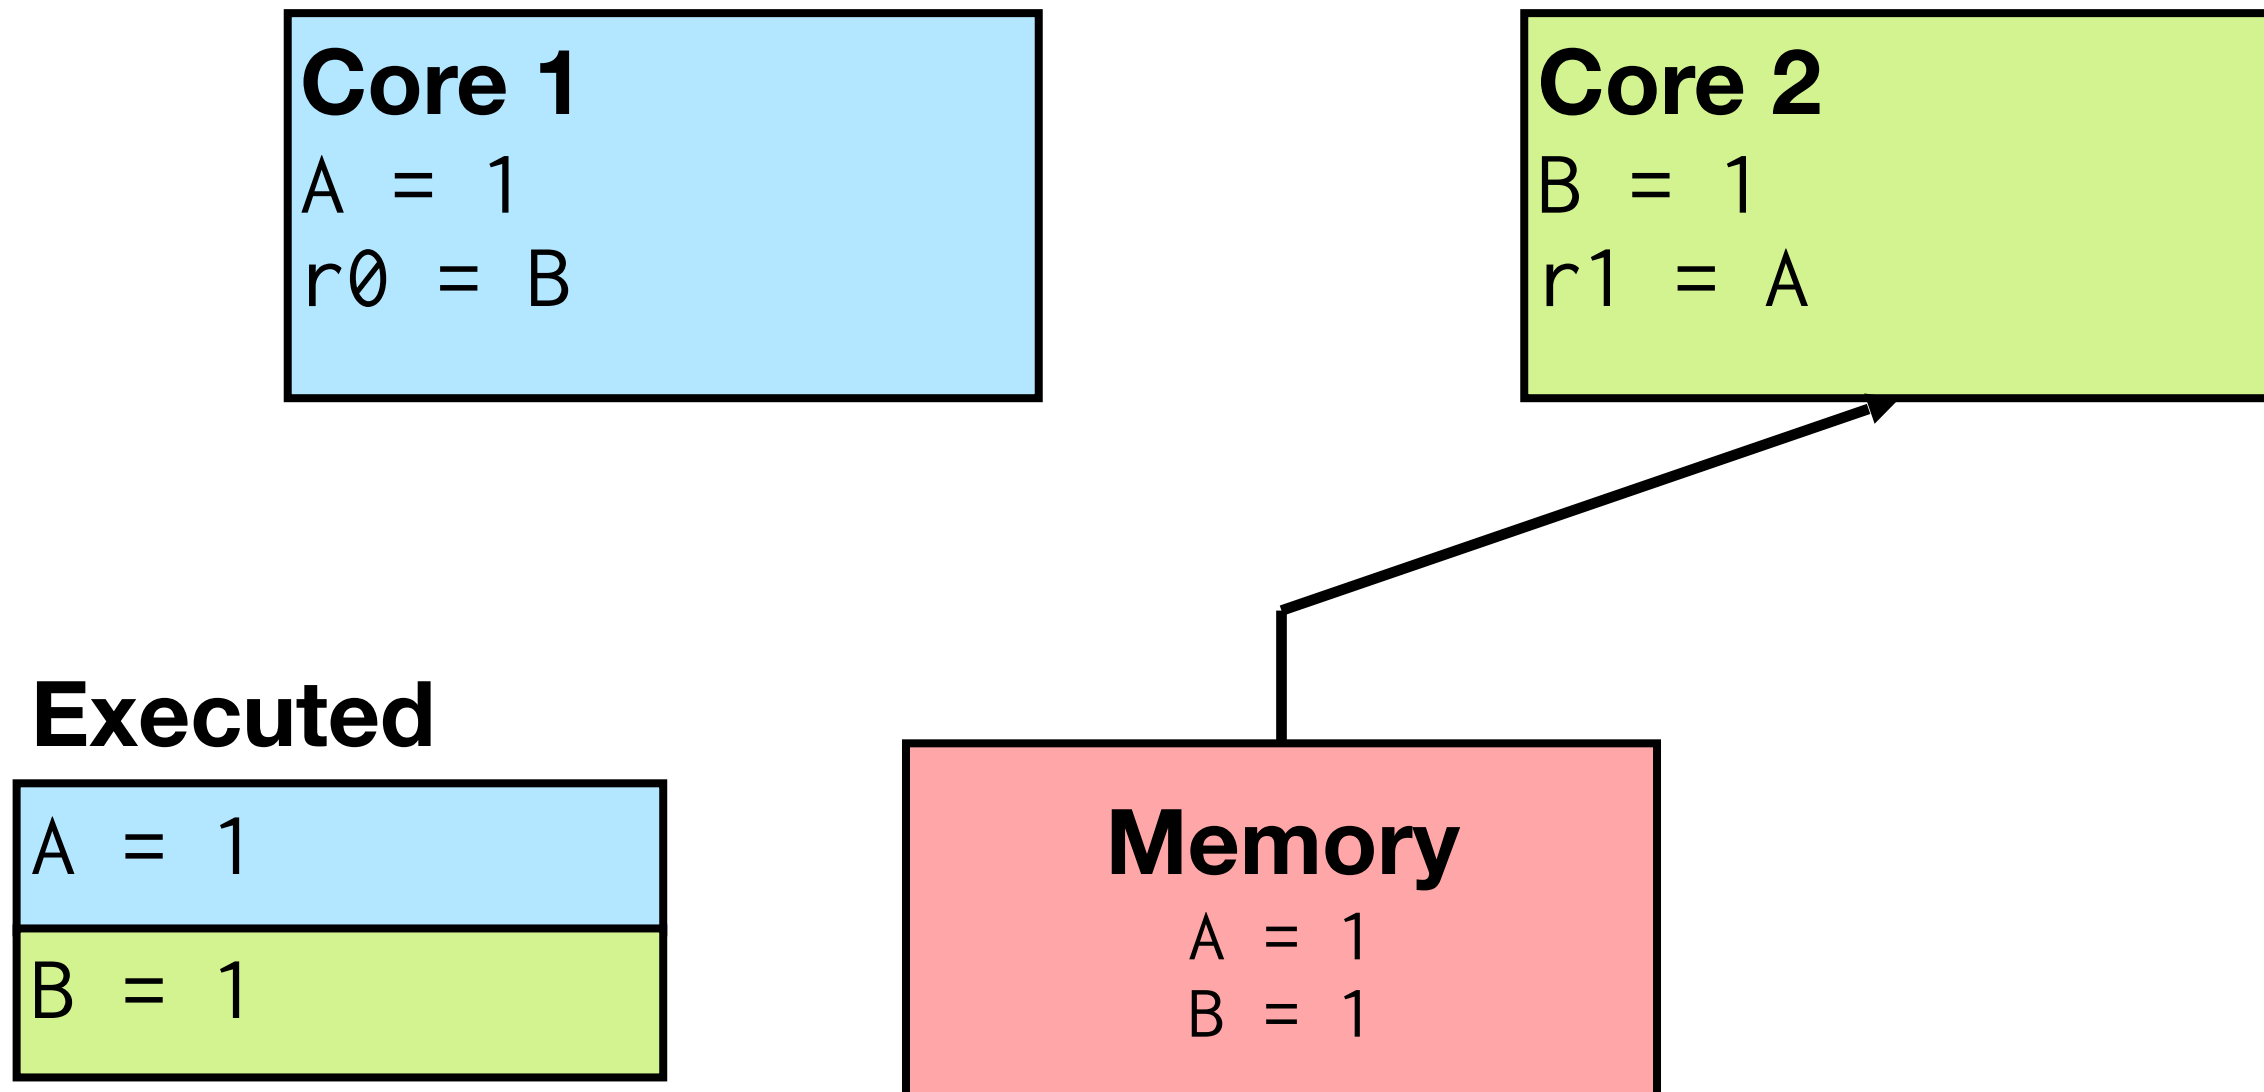 Core 1
A = 1
r0 = B
Core 2
B = 1
r1 = A
Executed
A = 1
B = 1
Memory
A = 1
B = 1